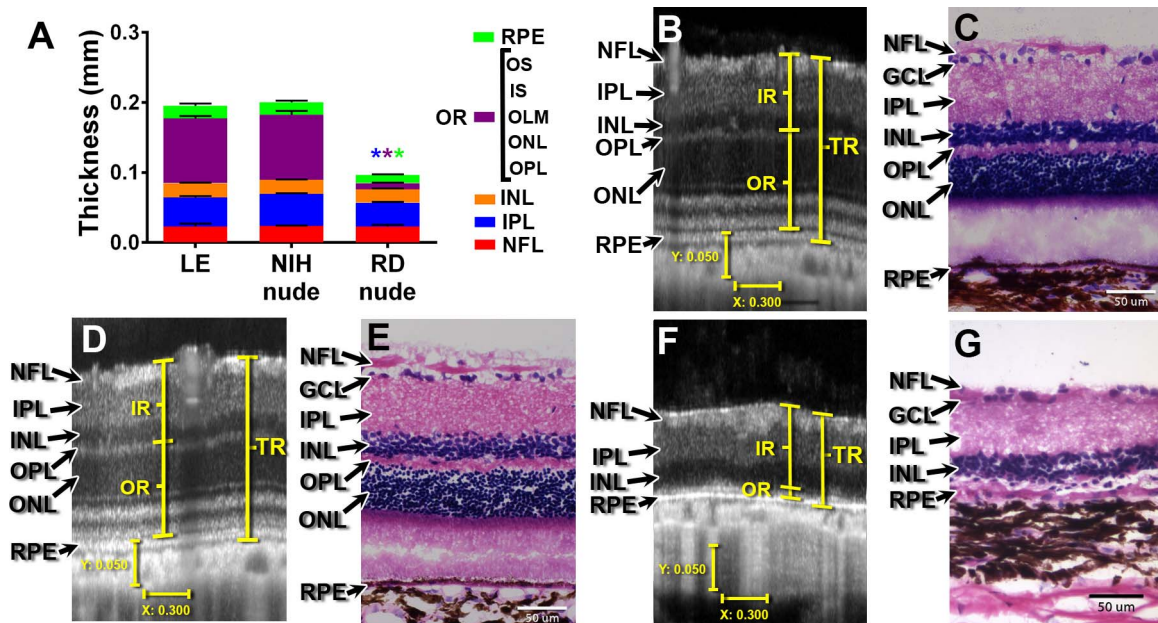 A
Thickness (mm)
0.3
0.2
0.1
0.0
LE
NIH nude
RD nude
***
RPE
OS
IS
OR
OLM
ONL
OPL
INL
IPL
NFL
B
NFL
IPL
INL
OPL
ONL
RPE
IR
OR
TR
Y: 0.050
X: 0.300
C
NFL
GCL
IPL
INL
OPL
ONL
RPE
50 um
D
NFL
IPL
INL
OPL
ONL
RPE
IR
OR
TR
Y: 0.050
X: 0.300
E
NFL
GCL
IPL
INL
OPL
ONL
RPE
50 um
F
NFL
IPL
INL
RPE
IR
OR
TR
Y: 0.050
X: 0.300
G
NFL
GCL
IPL
INL
RPE
50 um